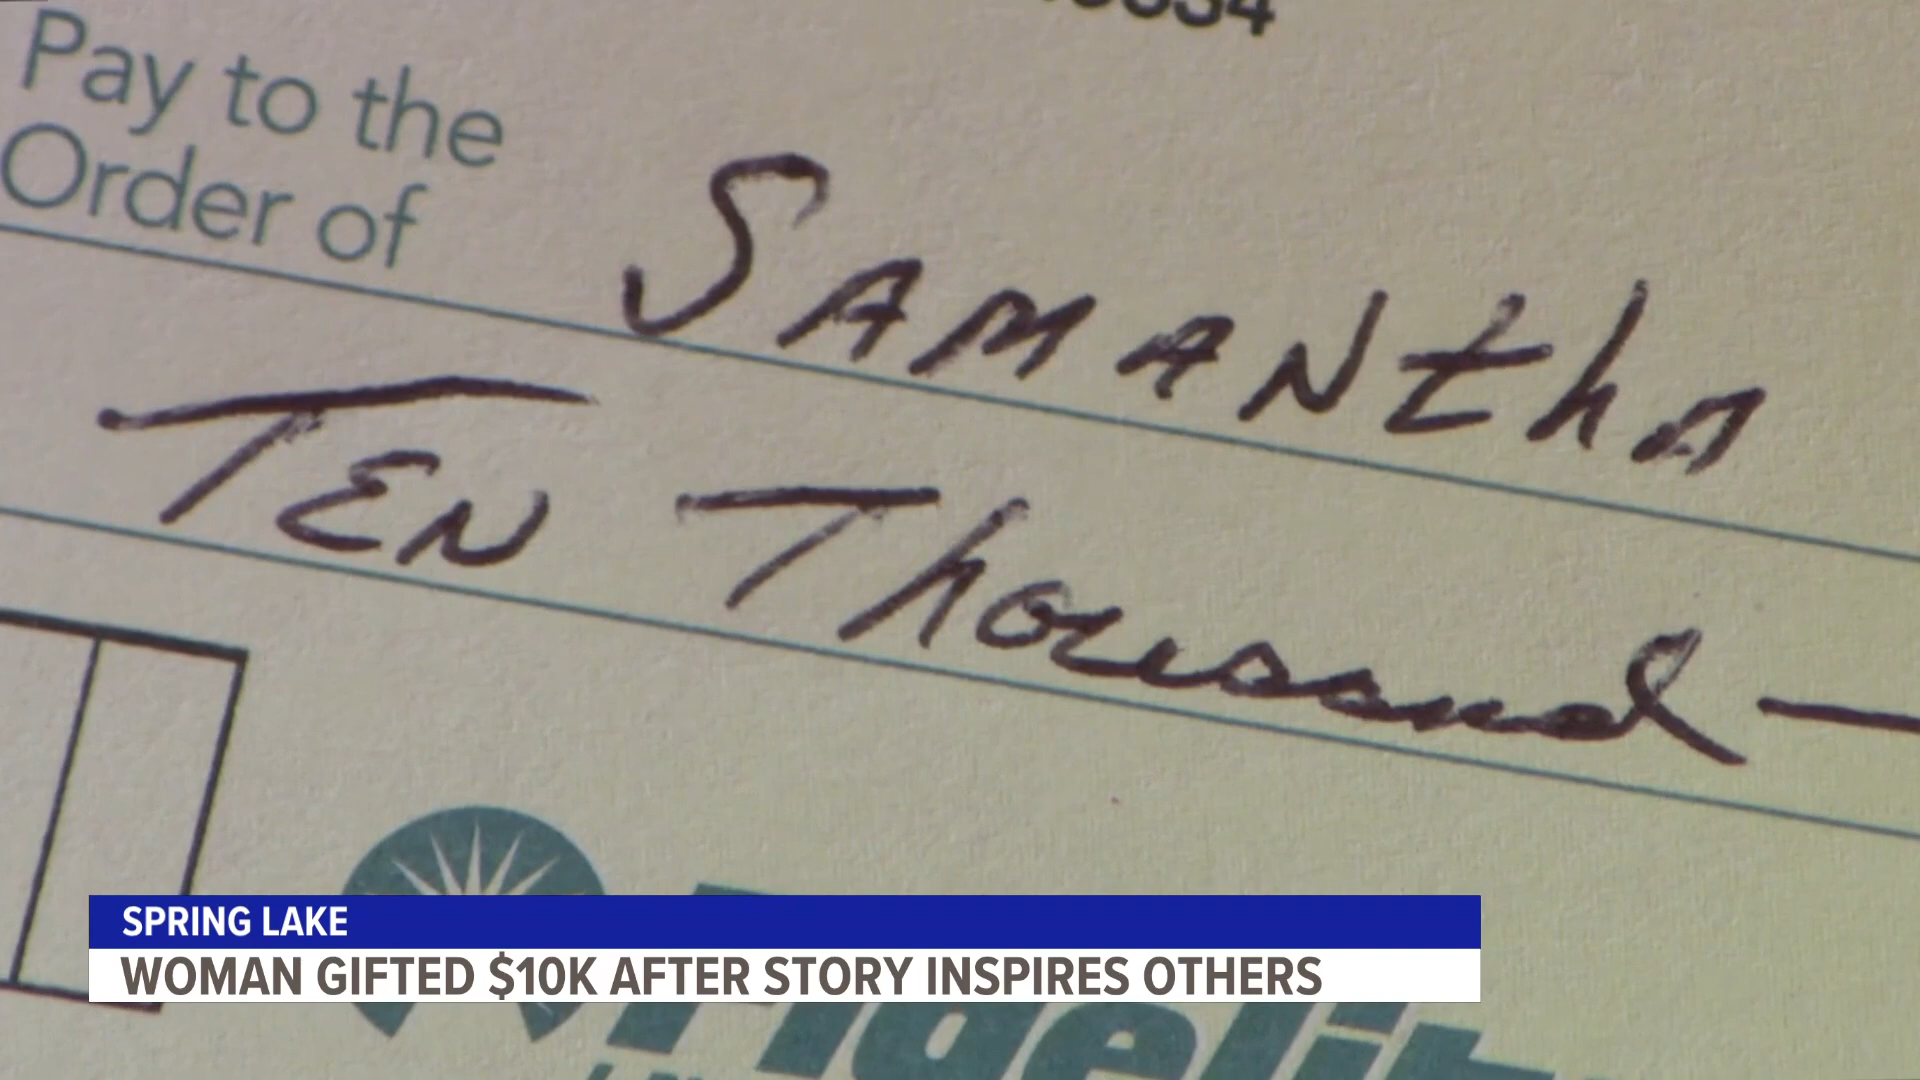 Pay to the
Order of
SAMANthA
TEN Thousand —
SPRING LAKE
WOMAN GIFTED $10K AFTER STORY INSPIRES OTHERS